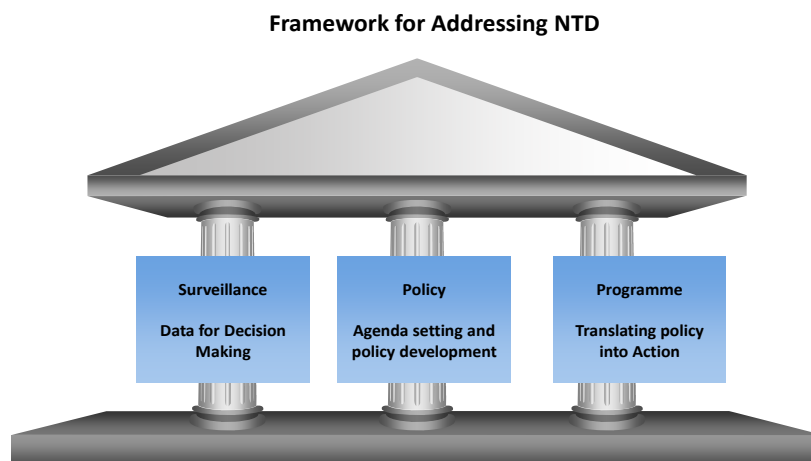 Framework for Addressing NTD
Surveillance
Data for Decision
Making
Policy
Agenda setting and
policy development
Programme
Translating policy
into Action